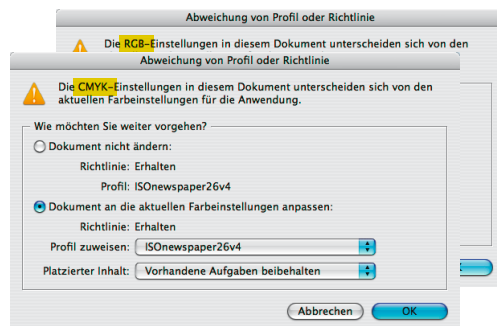 Abweichung von Profil oder Richtlinie
Die RGB-Einstellungen in diesem Dokument unterscheiden sich von den
Abweichung von Profil oder Richtlinie
Die CMYK-Einstellungen in diesem Dokument unterscheiden sich von den
aktuellen Farbeinstellungen für die Anwendung.
Wie möchten Sie weiter vorgehen?
Dokument nicht ändern:
Richtlinie: Erhalten
Profil: ISOnewspaper26v4
Dokument an die aktuellen Farbeinstellungen anpassen:
Richtlinie: Erhalten
Profil zuweisen: ISOnewspaper26v4
Platzierter Inhalt: Vorhandene Aufgaben beibehalten
Abbrechen OK